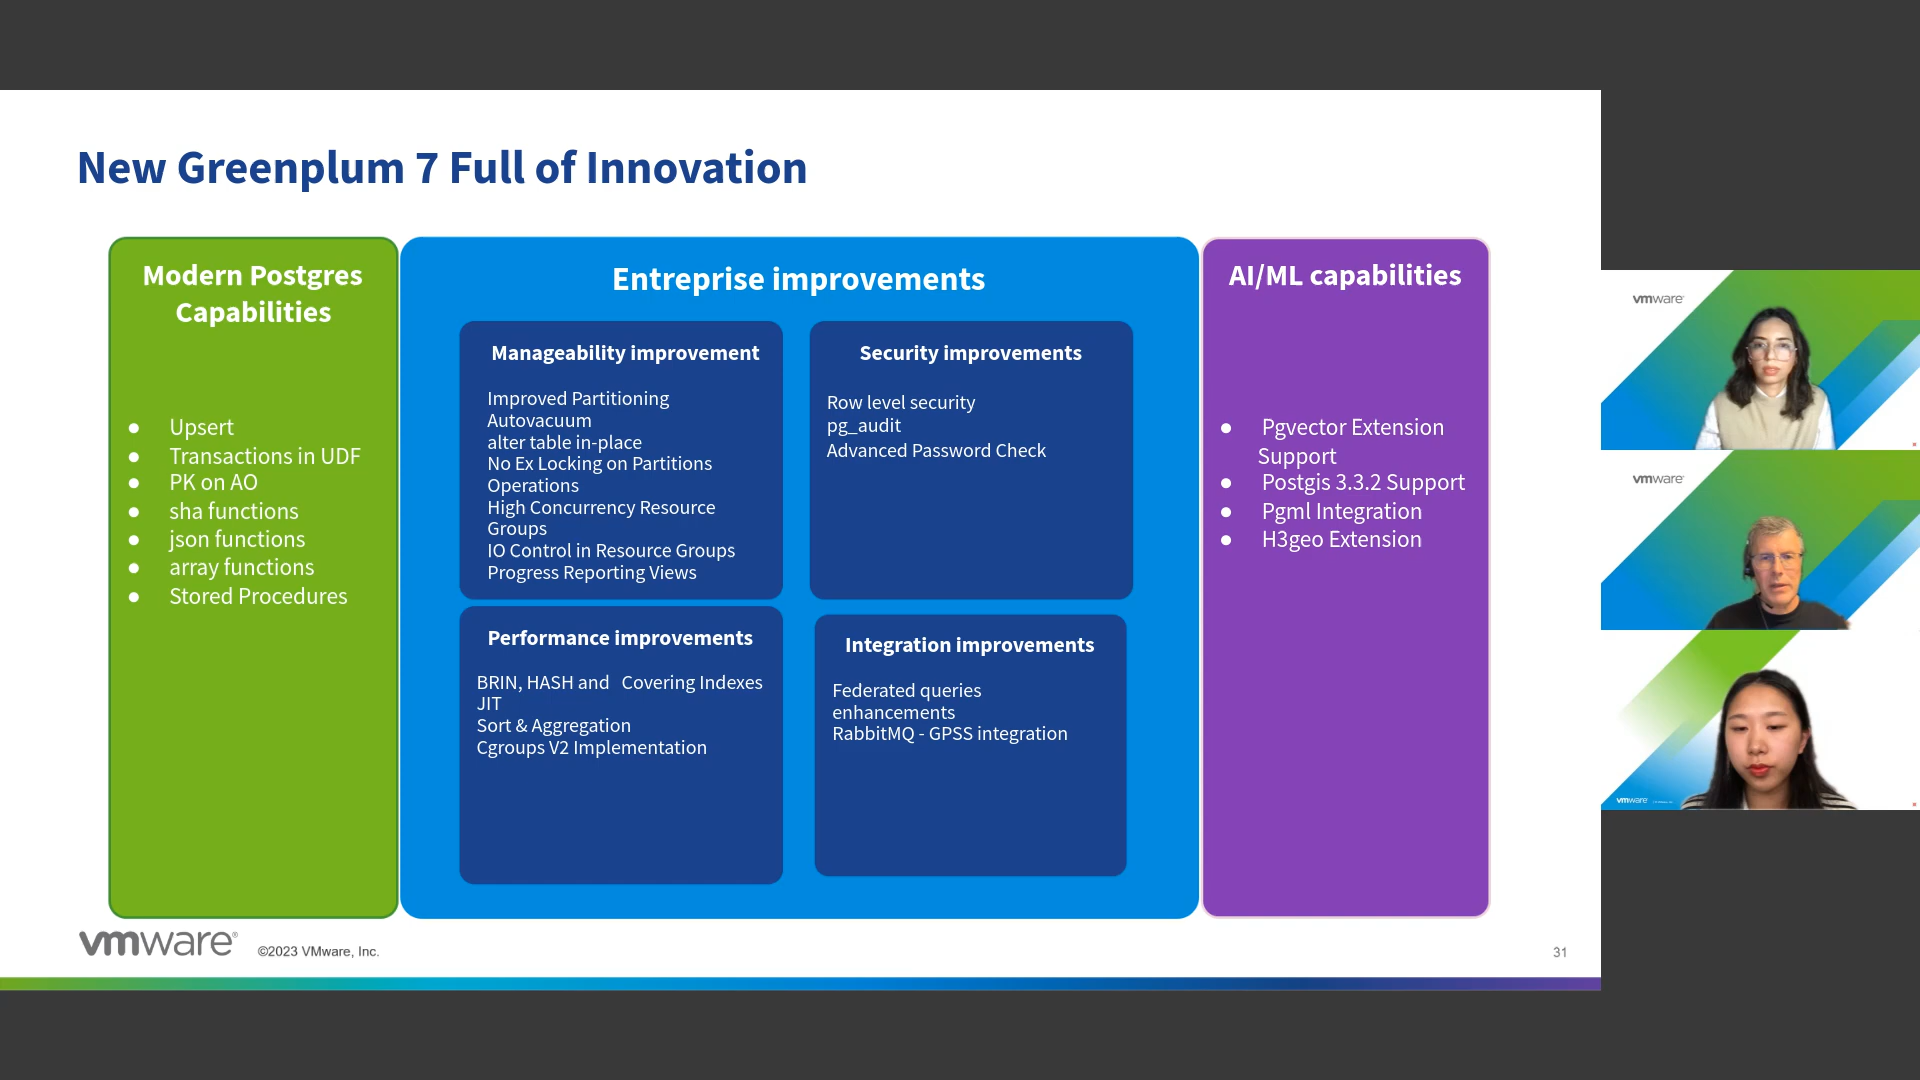 New Greenplum 7 Full of Innovation
Modern Postgres
Capabilities
● Upsert
● Transactions in UDF
● PK on AO
● sha functions
● json functions
● array functions
● Stored Procedures
Entreprise improvements
Manageability improvement
Improved Partitioning
Autovacuum
alter table in-place
No Ex Locking on Partitions
Operations
High Concurrency Resource
Groups
IO Control in Resource Groups
Progress Reporting Views
Security improvements
Row level security
pg_audit
Advanced Password Check
Performance improvements
BRIN, HASH and Covering Indexes
JIT
Sort & Aggregation
Cgroups V2 Implementation
Integration improvements
Federated queries
enhancements
RabbitMQ - GPSS integration
AI/ML capabilities
● Pgvector Extension
Support
● Postgis 3.3.2 Support
● Pgml Integration
● H3geo Extension
vmware®
©2023 VMware, Inc.
31
vmware
vmware
vmware